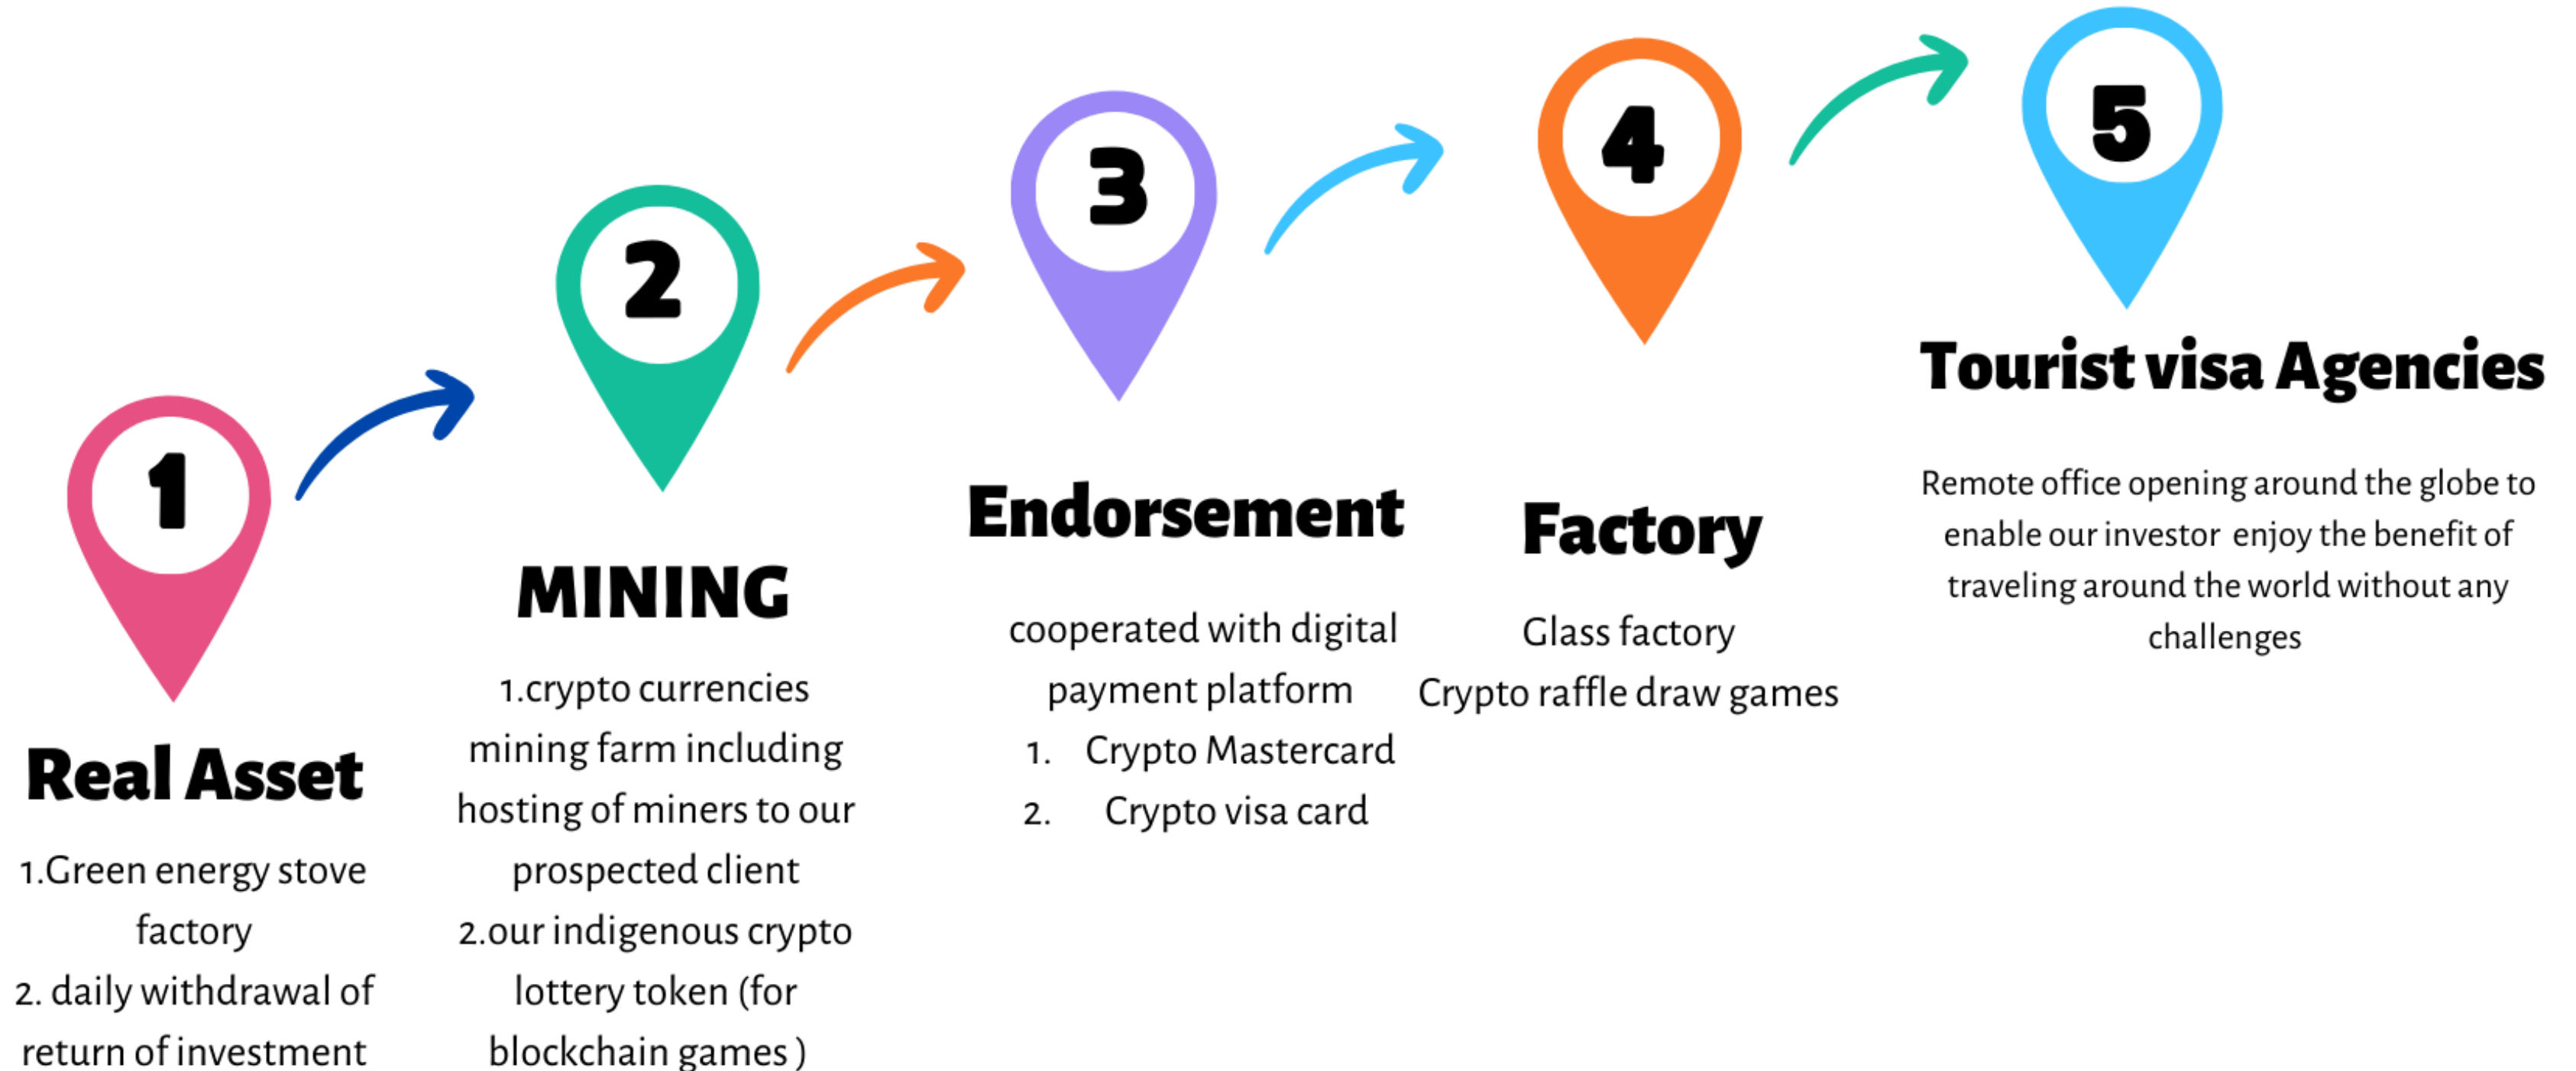 1
Real Asset
1.Green energy stove
factory
2. daily withdrawal of
return of investment
2
MINING
1.crypto currencies
mining farm including
hosting of miners to our
prospected client
2.our indigenous crypto
lottery token (for
blockchain games )
3
Endorsement
cooperated with digital
payment platform
1. Crypto Mastercard
2. Crypto visa card
4
Factory
Glass factory
Crypto raffle draw games
5
Tourist visa Agencies
Remote office opening around the globe to
enable our investor enjoy the benefit of
traveling around the world without any
challenges